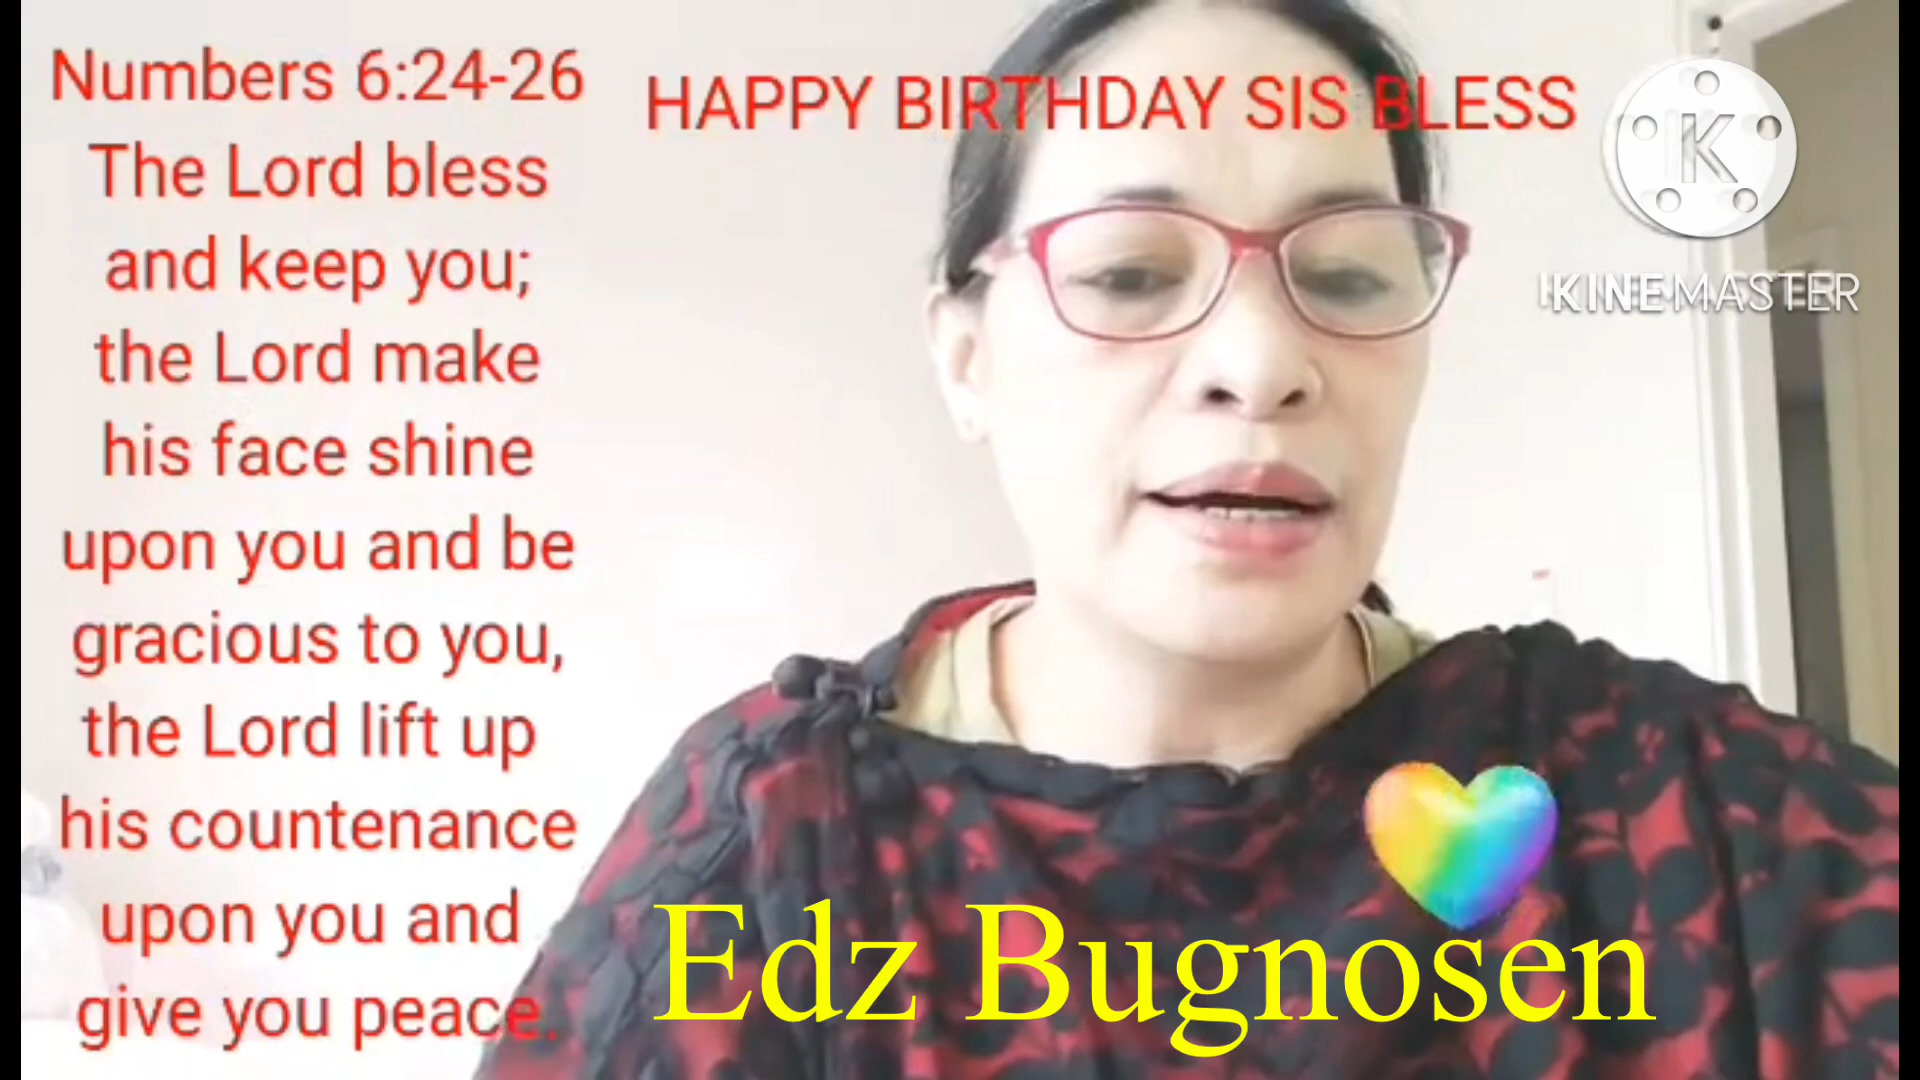 Numbers 6:24-26
The Lord bless
and keep you;
the Lord make
his face shine
upon you and be
gracious to you,
the Lord lift up
his countenance
upon you and
give you peace.
HAPPY BIRTHDAY SIS BLESS
K
KINEMASTER
Edz Bugnosen